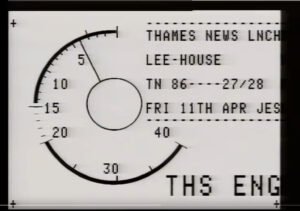 THAMES NEWS LNCH
LEE-HOUSE
TN 86----27/28
FRI 11TH APR JES
5
10
15
20
30
40
THS ENG